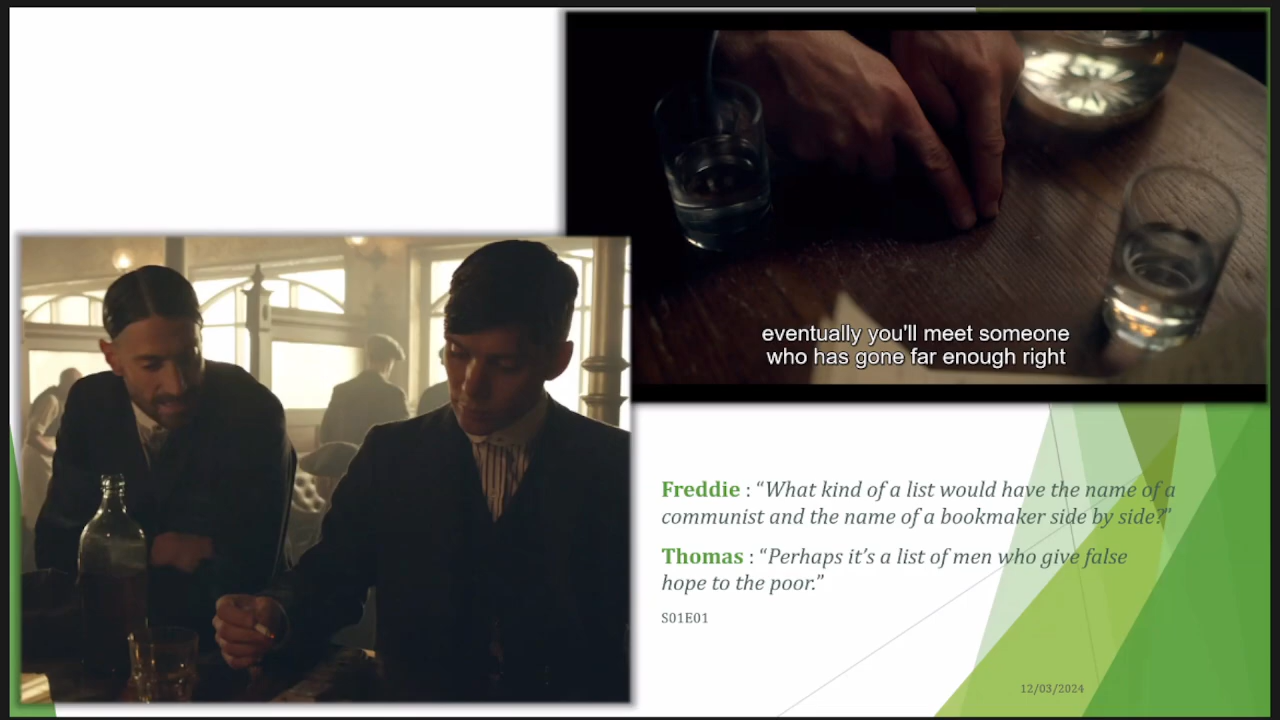 eventually you'll meet someone
who has gone far enough right
Freddie : “What kind of a list would have the name of a
communist and the name of a bookmaker side by side?”
Thomas : “Perhaps it’s a list of men who give false
hope to the poor.”
S01E01
12/03/2024